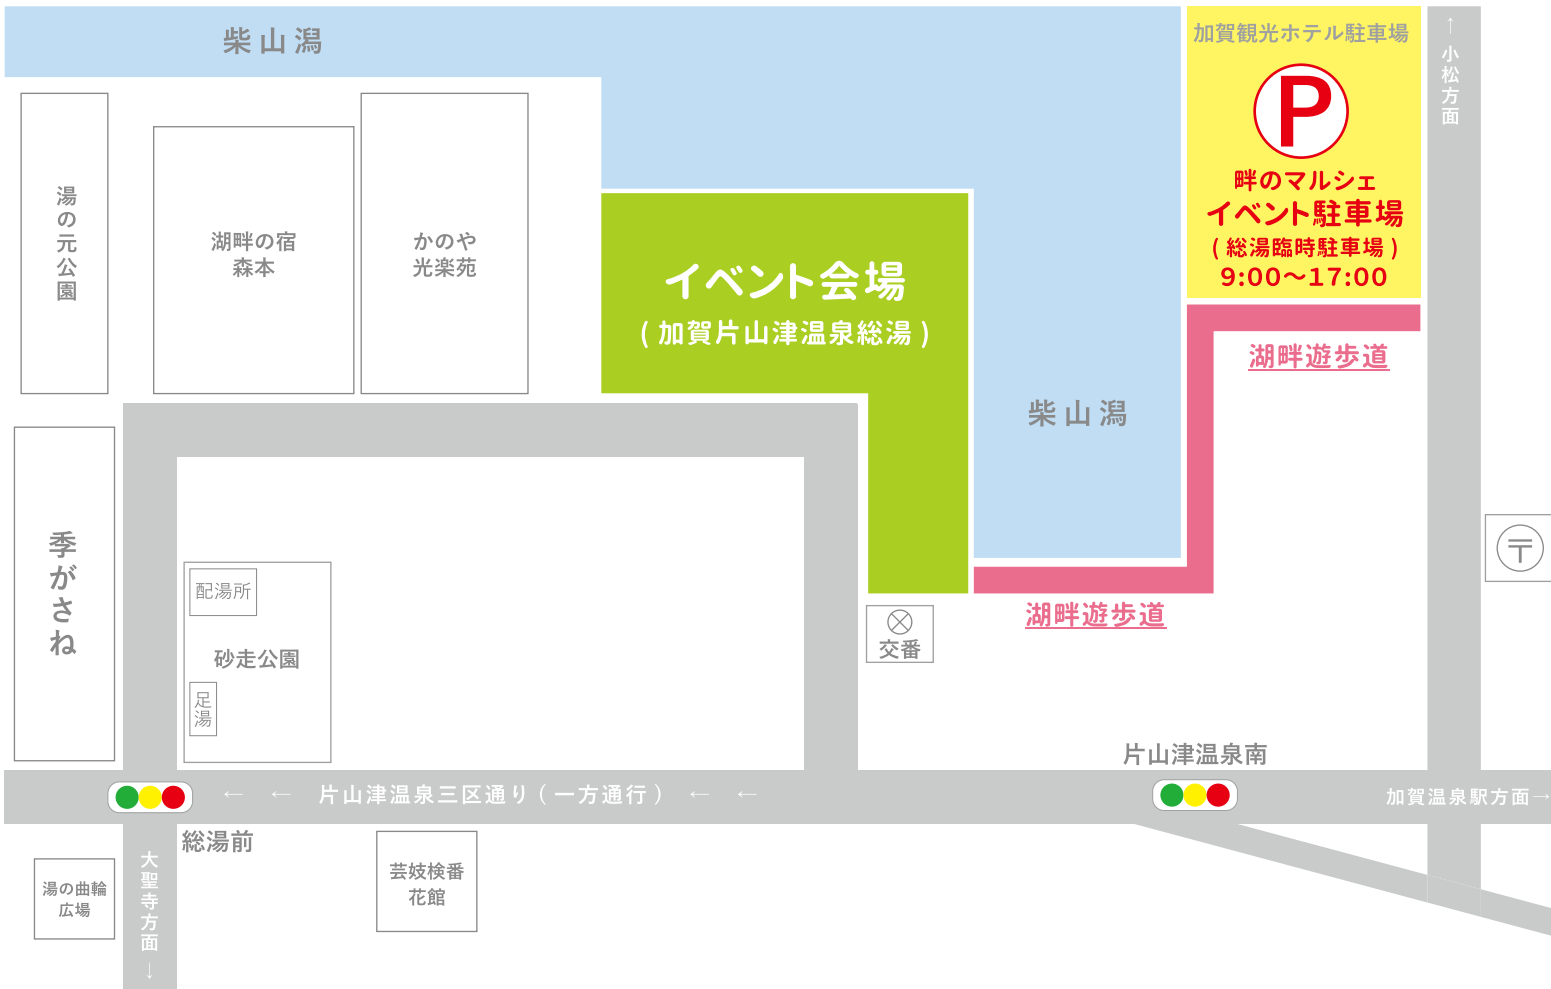 柴山潟
加賀観光ホテル駐車場
P
畔のマルシェ
イベント駐車場
(総湯臨時駐車場)
9:00〜17:00
↑小松方面
湯の元公園
湖畔の宿
森本
かのや
光楽苑
イベント会場
(加賀片山津温泉総湯)
湖畔遊歩道
柴山潟
季がさね
配湯所
砂走公園
足湯
〒
湖畔遊歩道
交番
片山津温泉南
← ← 片山津温泉三区通り(一方通行) ← ←
加賀温泉駅方面→
総湯前
大聖寺方面↓
湯の曲輪
広場
芸妓検番
花館